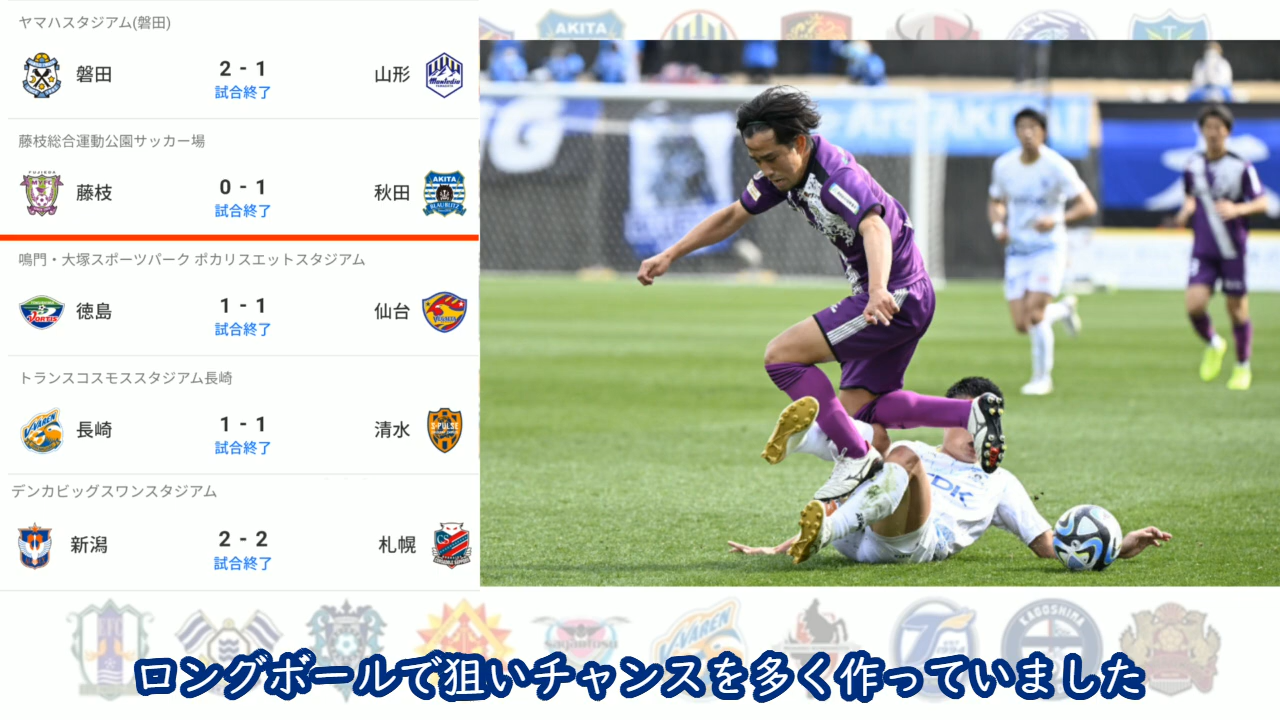 ヤマハスタジアム(磐田)
磐田 2 - 1 山形
試合終了
藤枝総合運動公園サッカー場
藤枝 0 - 1 秋田
試合終了
鳴門・大塚スポーツパーク ポカリスエットスタジアム
徳島 1 - 1 仙台
試合終了
トランスコスモススタジアム長崎
長崎 1 - 1 清水
試合終了
デンカビッグスワンスタジアム
新潟 2 - 2 札幌
試合終了
AKITA
TDK
KAGOSHIMA
ロングボールで狙いチャンスを多く作っていました